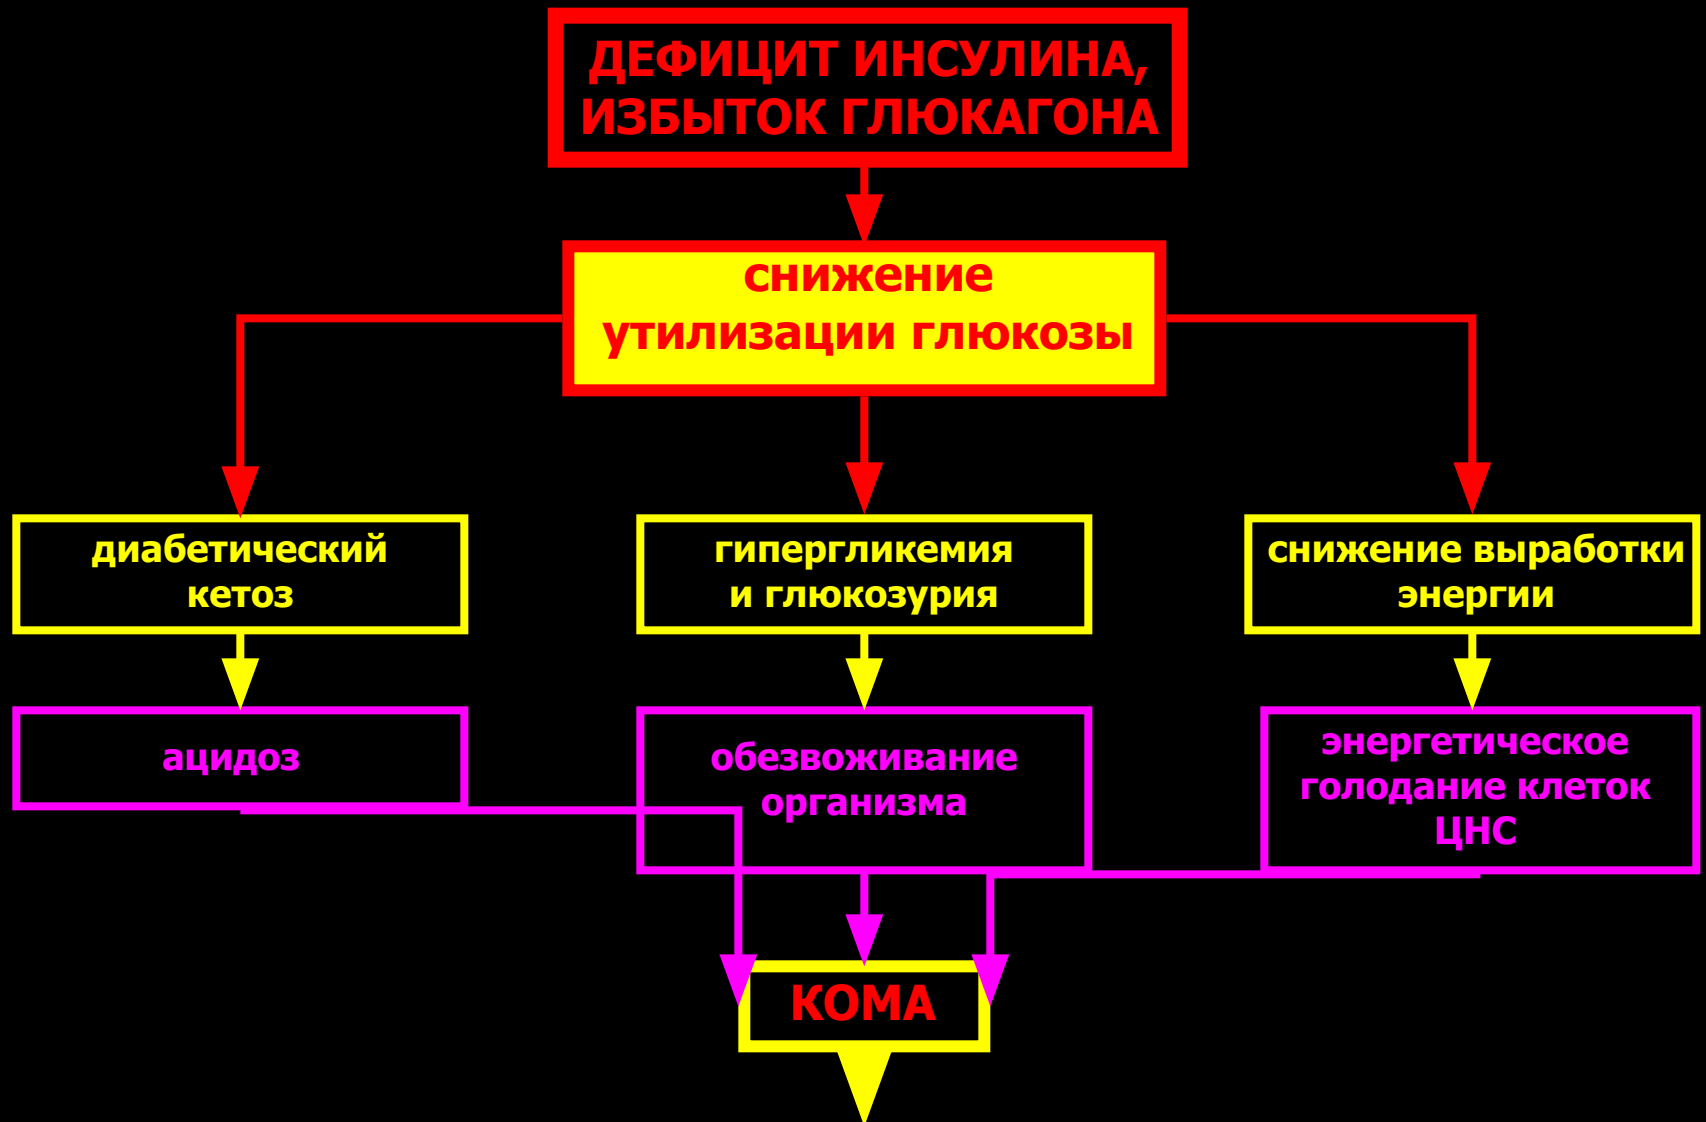 ДЕФИЦИТ ИНСУЛИНА,
ИЗБЫТОК ГЛЮКАГОНА
снижение
утилизации глюкозы
диабетический
кетоз
гипергликемия
и глюкозурия
снижение выработки
энергии
ацидоз
обезвоживание
организма
энергетическое
голодание клеток
ЦНС
КОМА